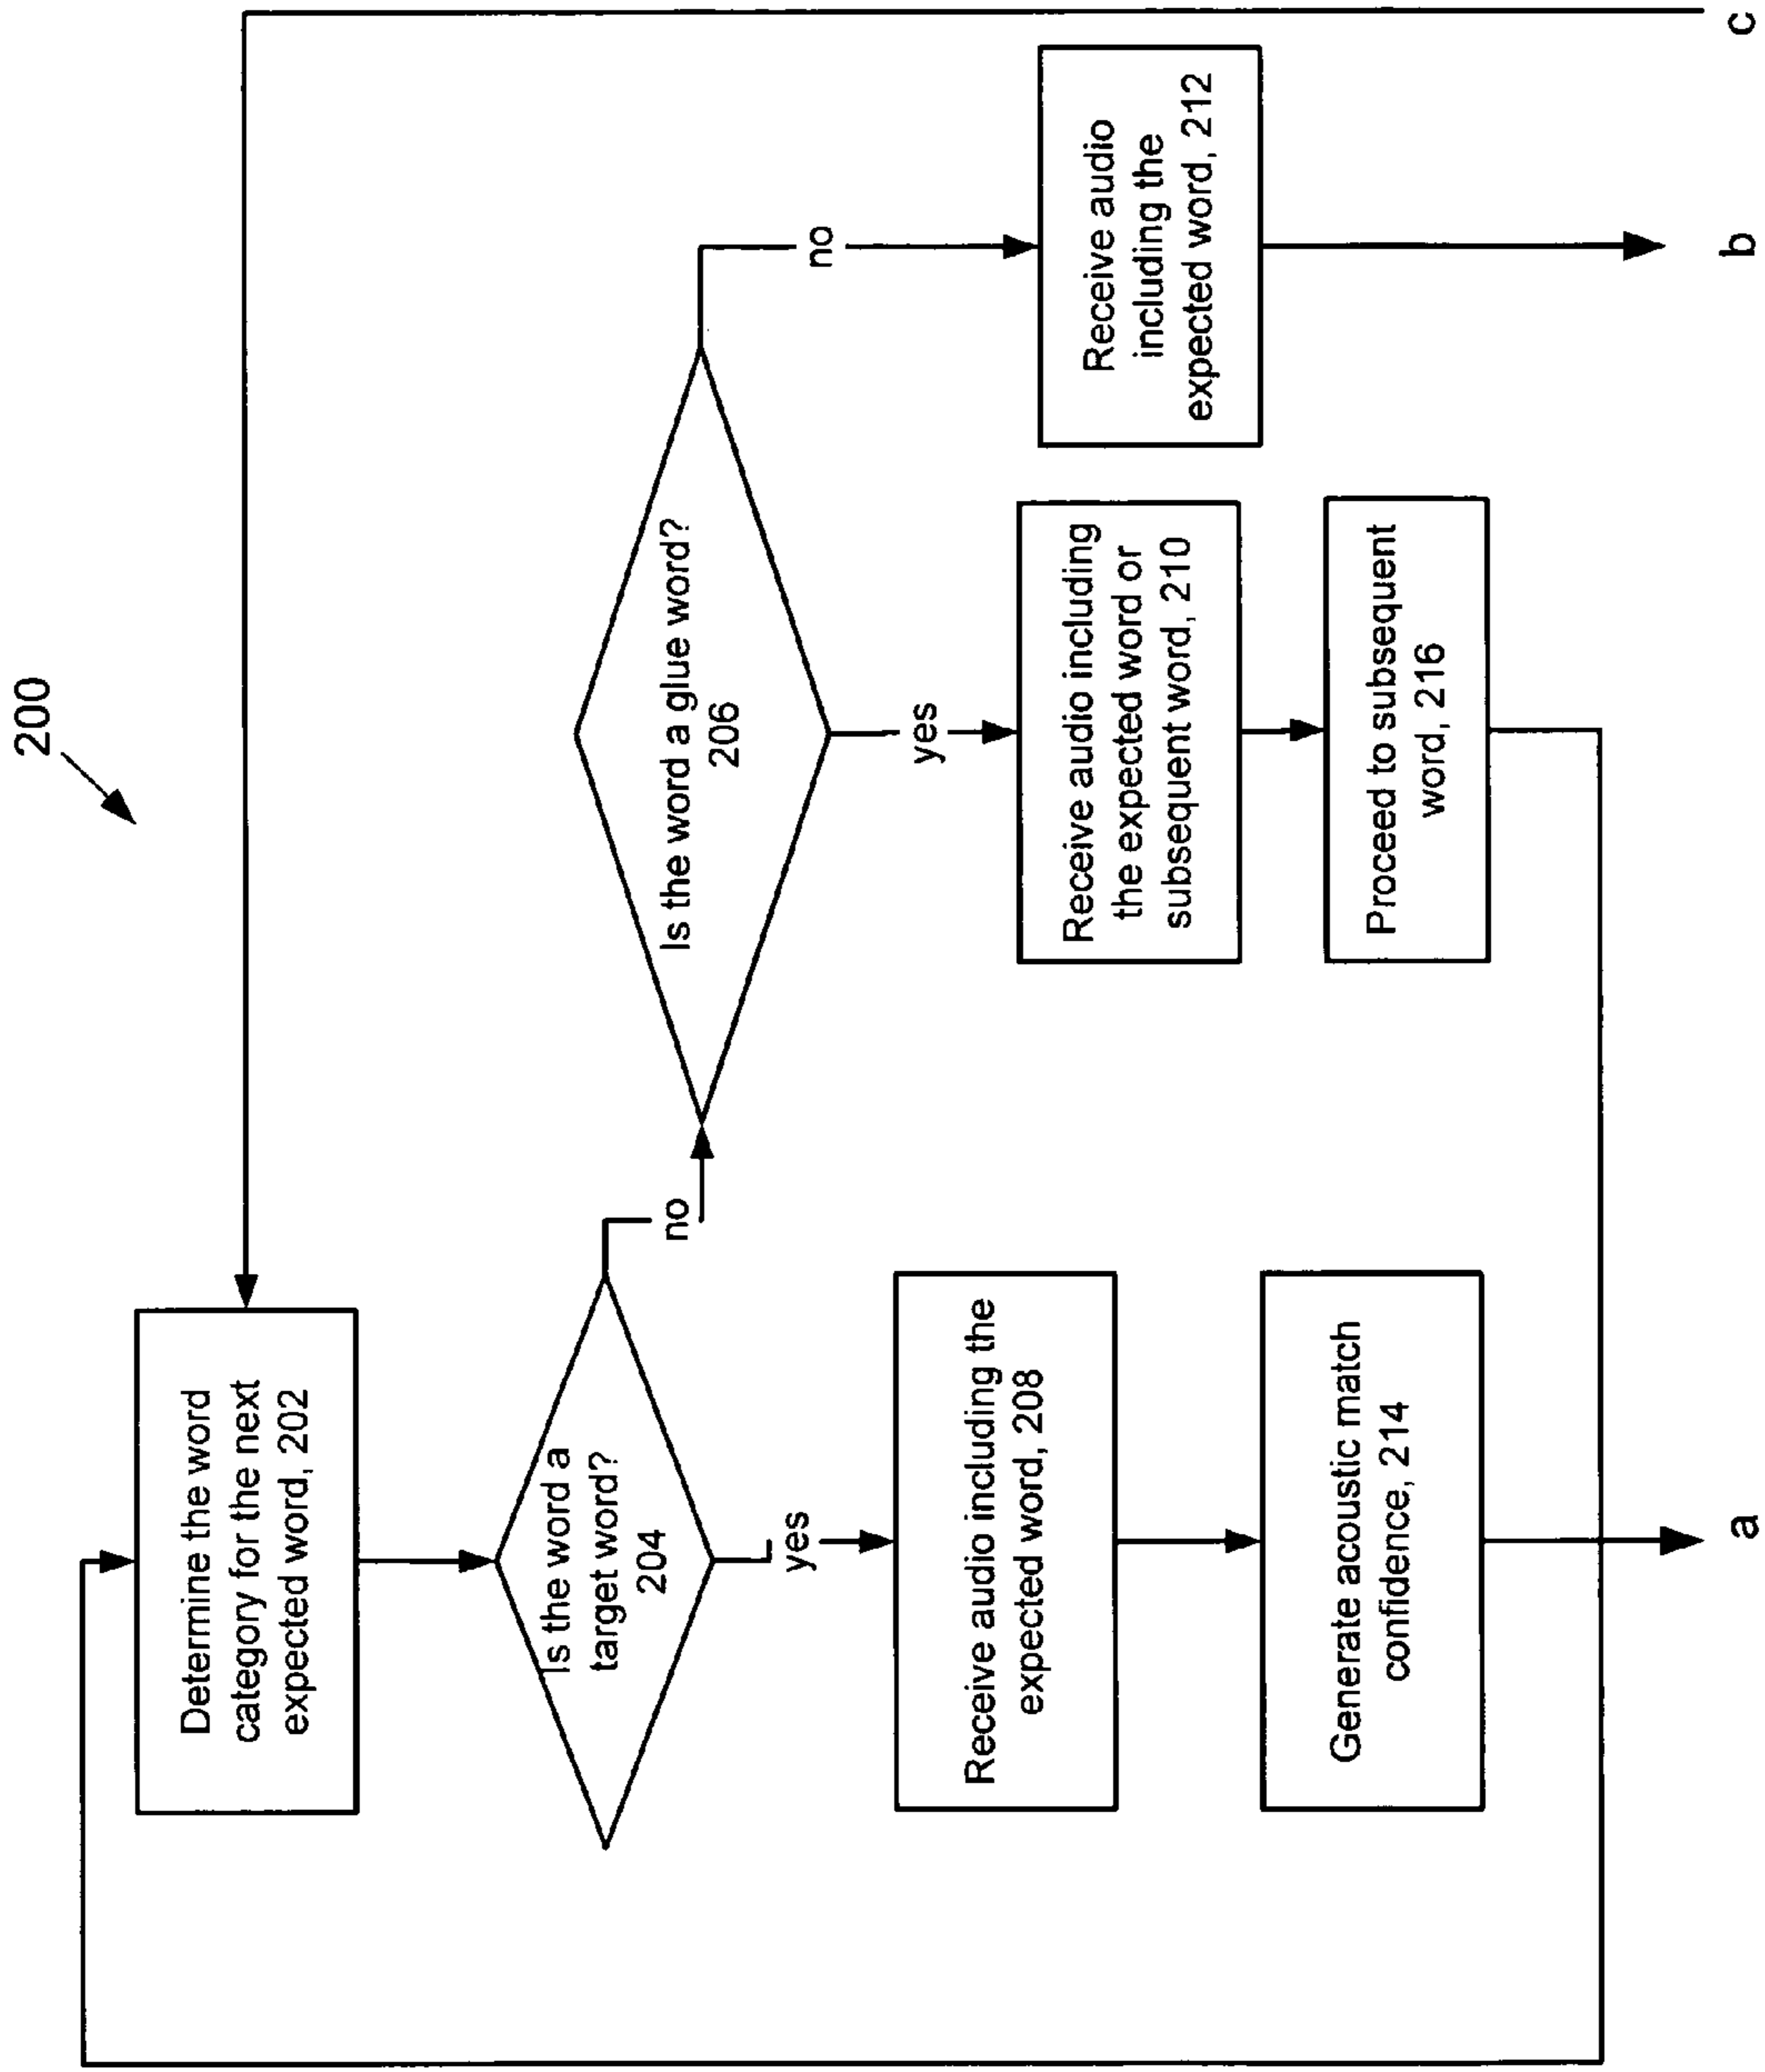 200
Determine the word
category for the next
expected word, 202
Is the word a
target word?
204
no
yes
Is the word a glue word?
206
no
yes
Receive audio including the
expected word, 208
Receive audio including
the expected word or
subsequent word, 210
Receive audio
including the
expected word, 212
Generate acoustic match
confidence, 214
Proceed to subsequent
word, 216
a
b
c